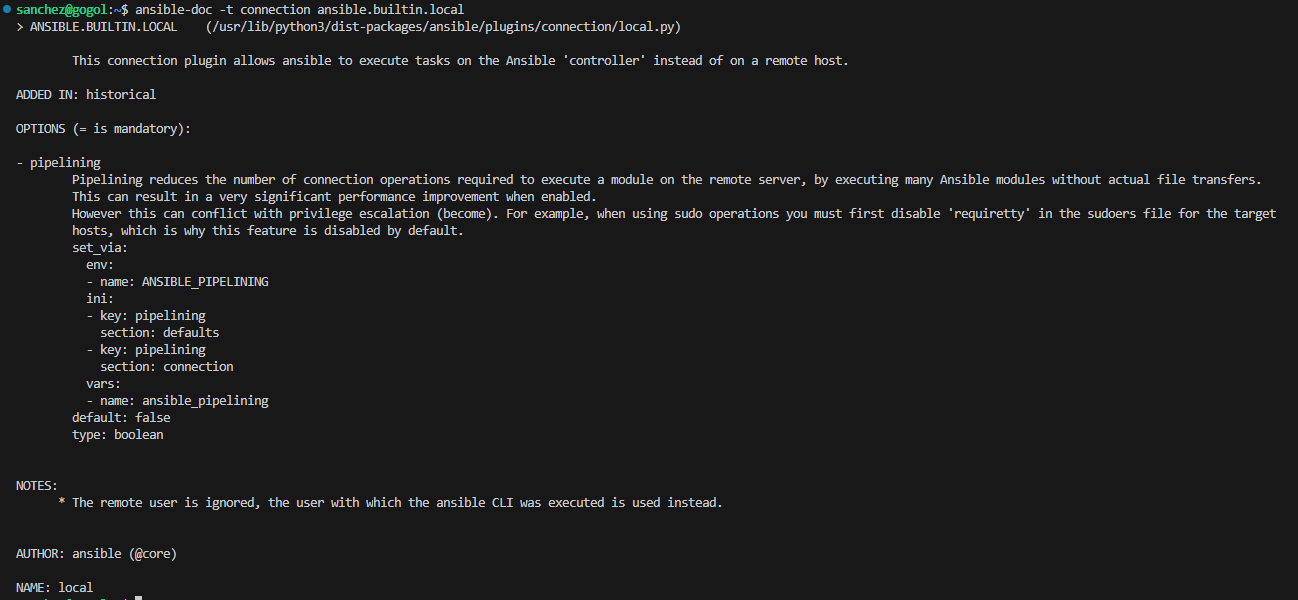 sanchez@gogol:~$ ansible-doc -t connection ansible.builtin.local
> ANSIBLE.BUILTIN.LOCAL    (/usr/lib/python3/dist-packages/ansible/plugins/connection/local.py)
This connection plugin allows ansible to execute tasks on the Ansible 'controller' instead of on a remote host.
ADDED IN: historical
OPTIONS (= is mandatory):
- pipelining
Pipelining reduces the number of connection operations required to execute a module on the remote server, by executing many Ansible modules without actual file transfers.
This can result in a very significant performance improvement when enabled.
However this can conflict with privilege escalation (become). For example, when using sudo operations you must first disable 'requiretty' in the sudoers file for the target
hosts, which is why this feature is disabled by default.
set_via:
env:
- name: ANSIBLE_PIPELINING
ini:
- key: pipelining
section: defaults
- key: pipelining
section: connection
vars:
- name: ansible_pipelining
default: false
type: boolean
NOTES:
* The remote user is ignored, the user with which the ansible CLI was executed is used instead.
AUTHOR: ansible (@core)
NAME: local